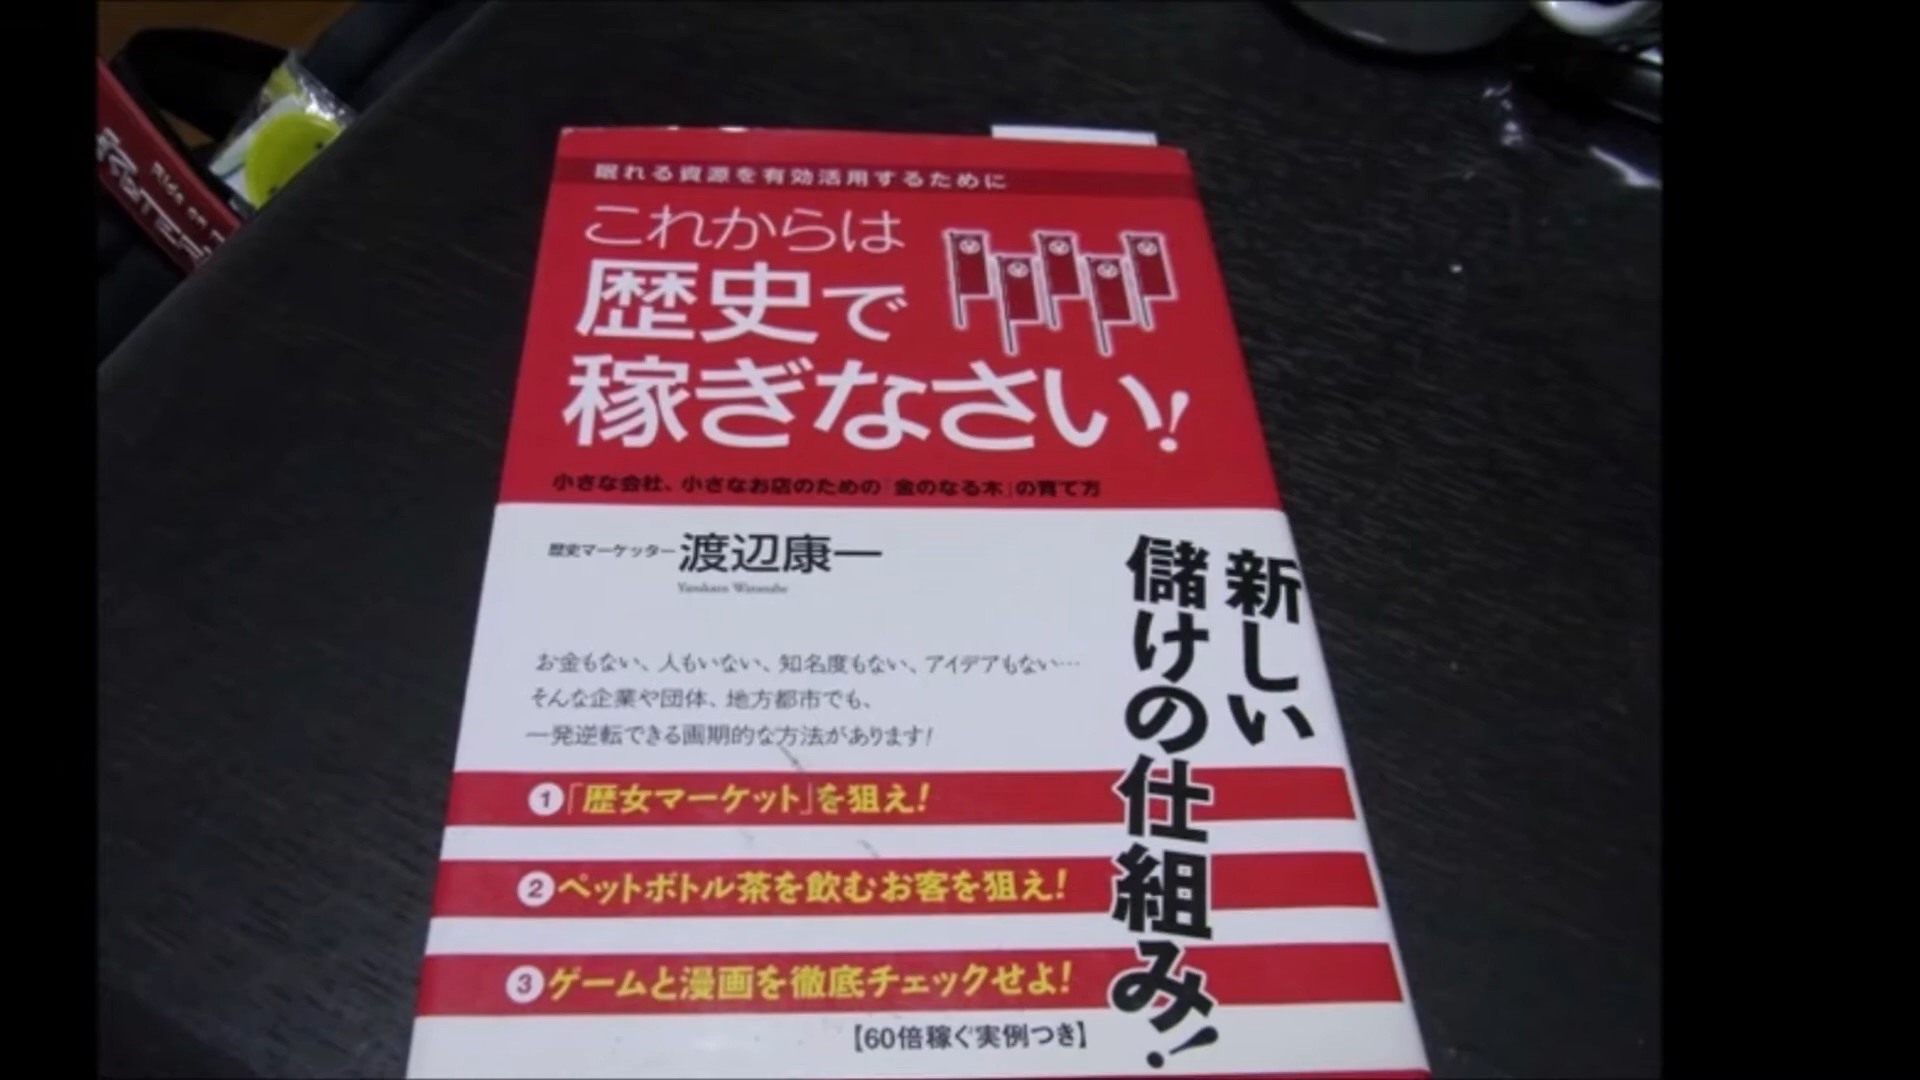 眠れる資源を有効活用するために
これからは
歴史で
稼ぎなさい!
小さな会社、小さなお店のための「金のなる木」の育て方
歴史マーケッター 渡辺康一
Watanabe
お金もない、人もいない、知名度もない、アイデアもない…
そんな企業や団体、地方都市でも、
一発逆転できる画期的な方法があります!
新しい
儲けの仕組み!
①「歴女マーケット」を狙え!
②ペットボトル茶を飲むお客を狙え!
③ゲームと漫画を徹底チェックせよ!
【60倍稼ぐ実例つき】